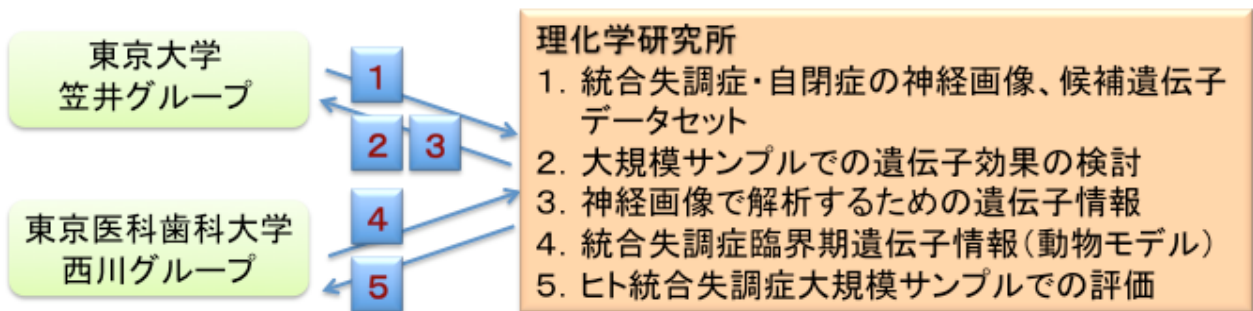 東京大学
笠井グループ
1
2
3
4
5
東京医科歯科大学
西川グループ
理化学研究所
1. 統合失調症・自閉症の神経画像、候補遺伝子
データセット
2. 大規模サンプルでの遺伝子効果の検討
3. 神経画像で解析するための遺伝子情報
4. 統合失調症臨界期遺伝子情報(動物モデル)
5. ヒト統合失調症大規模サンプルでの評価